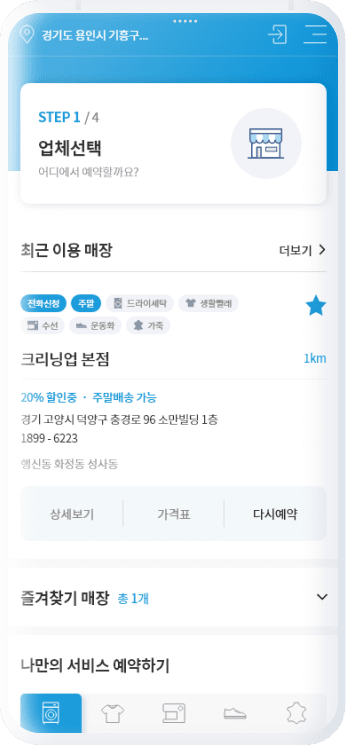 경기도 용인시 기흥구...
STEP 1 / 4
업체선택
어디에서 예약할까요?
최근 이용 매장
더보기 >
전화신청 주말 드라이세탁 생활빨래
수선 운동화 가죽
크리닝업 본점
1km
20% 할인중 · 주말배송 가능
경기 고양시 덕양구 충경로 96 소만빌딩 1층
1899 - 6223
행신동 화정동 성사동
상세보기 가격표 다시예약
즐겨찾기 매장 총 1개
나만의 서비스 예약하기